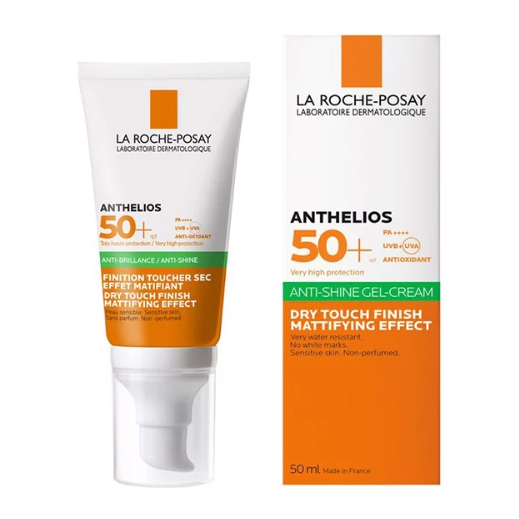 LA ROCHE-POSAY
LABORATOIRE DERMATOLOGIQUE
ANTHELIOS
50+
PA ++++
UVB + UVA
ANTI-OXIDANT
Très haute protection / Very high protection
ANTI-BRILLANCE / ANTI-SHINE
FINITION TOUCHER SEC
EFFET MATIFIANT
DRY TOUCH FINISH
MATTIFYING EFFECT
Peau sensible. Sensitive skin.
Sans parfum. Non-perfumed.
LA ROCHE-POSAY
LABORATOIRE DERMATOLOGIQUE
ANTHELIOS
50+
PA ++++
UVB + UVA
ANTIOXIDANT
Very high protection
ANTI-SHINE GEL-CREAM
DRY TOUCH FINISH
MATTIFYING EFFECT
Very water resistant.
No white marks.
Sensitive skin. Non-perfumed.
50 ml Made in France